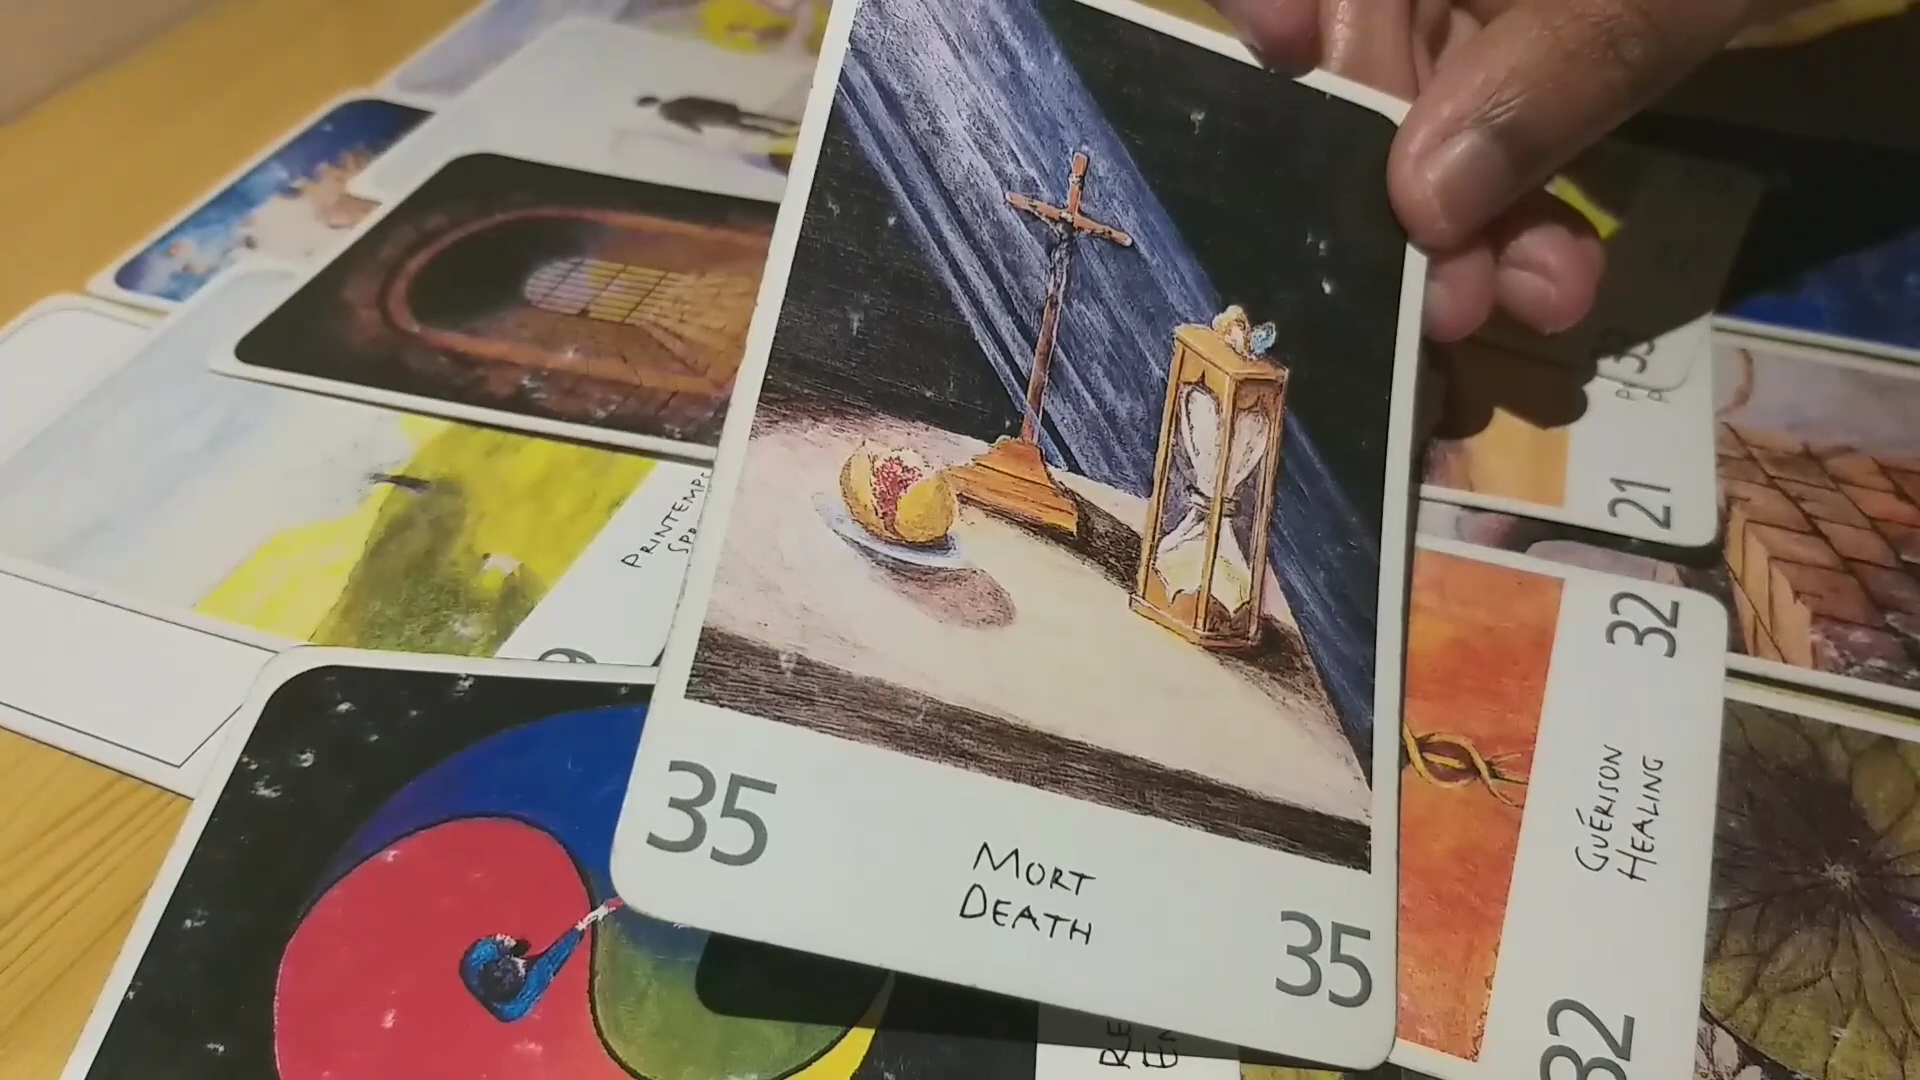 35
MORT
DEATH
35
PRINTEMPS
21
32
GUÉRISON
HEALING
32